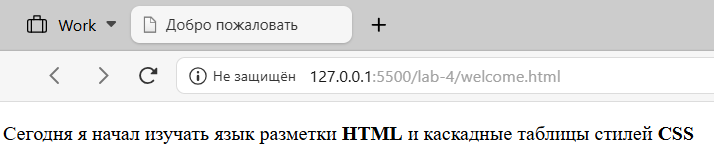 Work Добро пожаловать
Не защищён 127.0.0.1:5500/lab-4/welcome.html
Сегодня я начал изучать язык разметки HTML и каскадные таблицы стилей CSS